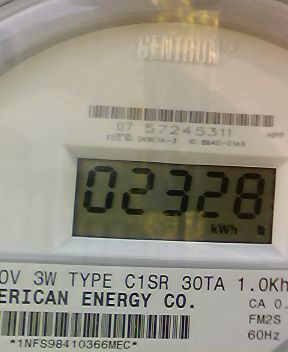 CENTRON®
07 57245311
02328
kWh
0V 3W TYPE C1SR 30TA 1.0Kh
ERICAN ENERGY CO.
CA 0.
FM2S
60Hz
*1NFS98410366MEC*